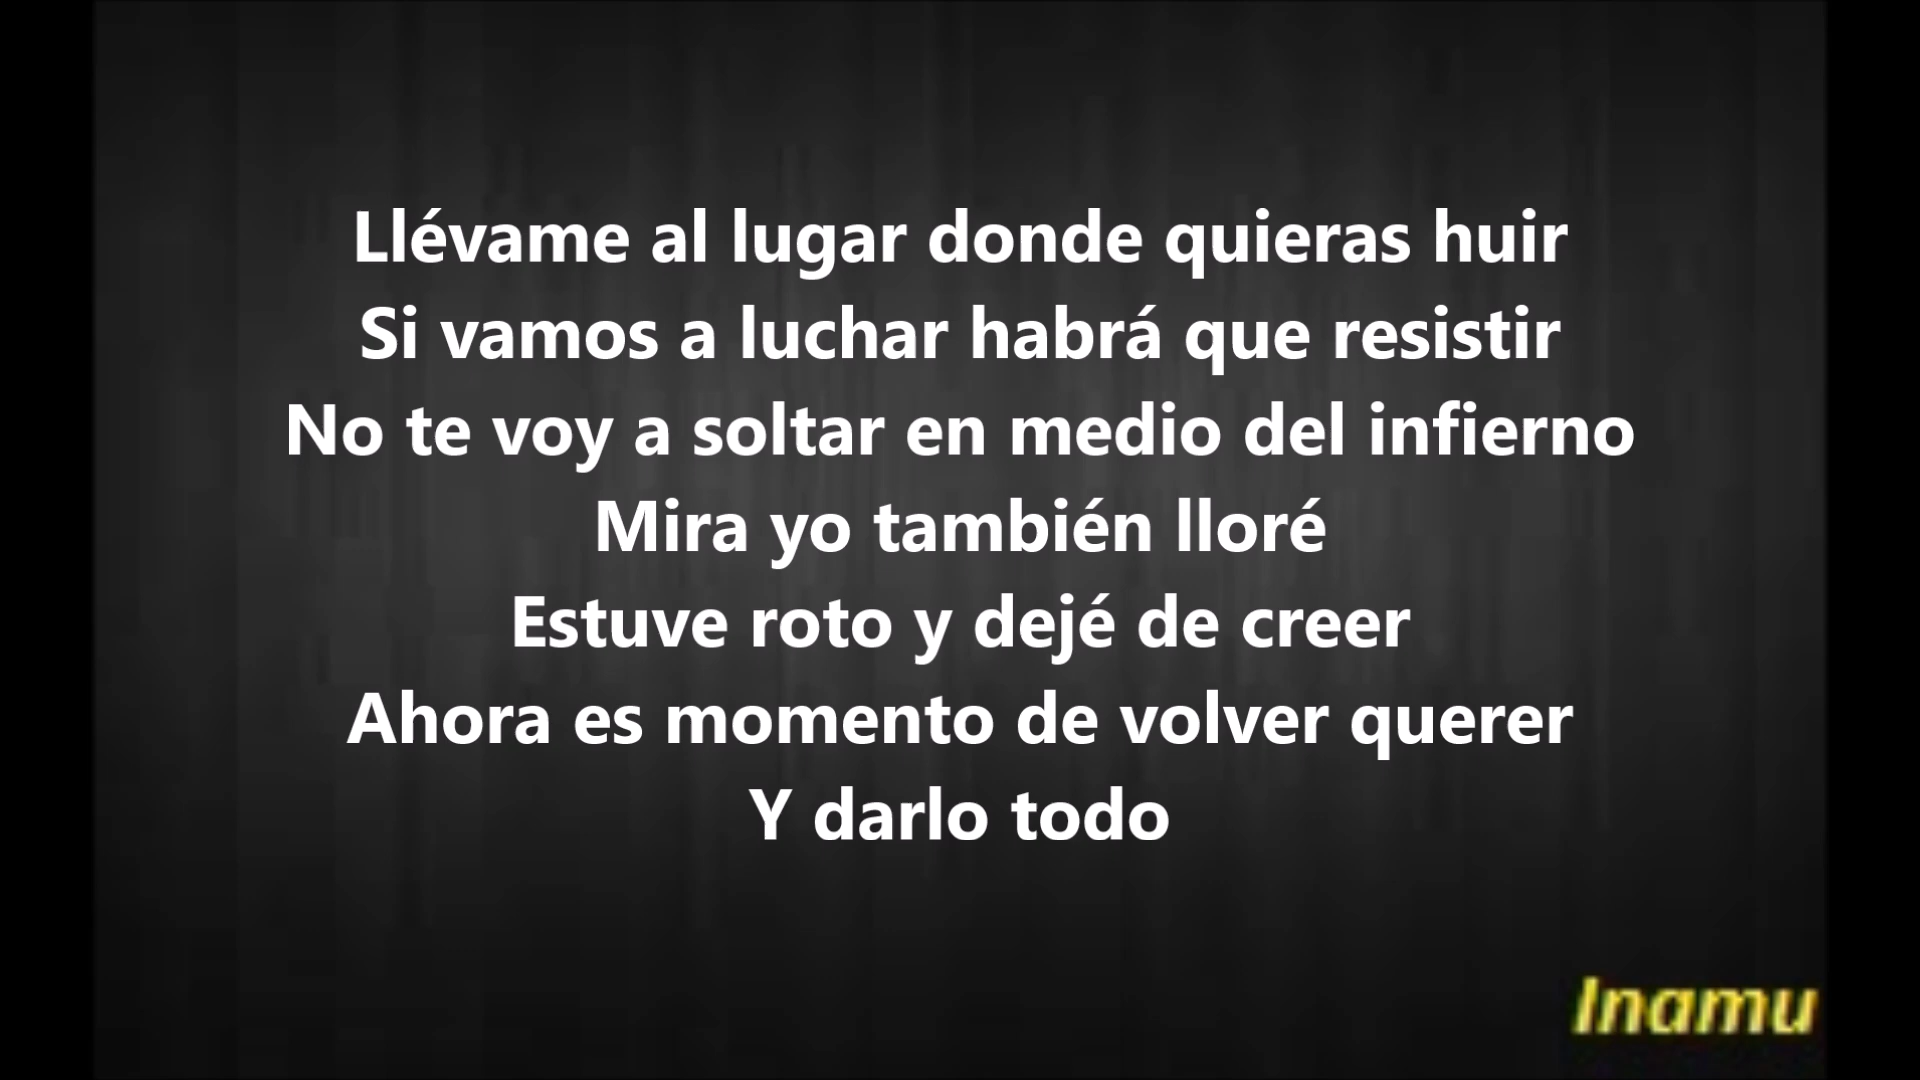 Llévame al lugar donde quieras huir
Si vamos a luchar habrá que resistir
No te voy a soltar en medio del infierno
Mira yo también lloré
Estuve roto y dejé de creer
Ahora es momento de volver querer
Y darlo todo
Inamu